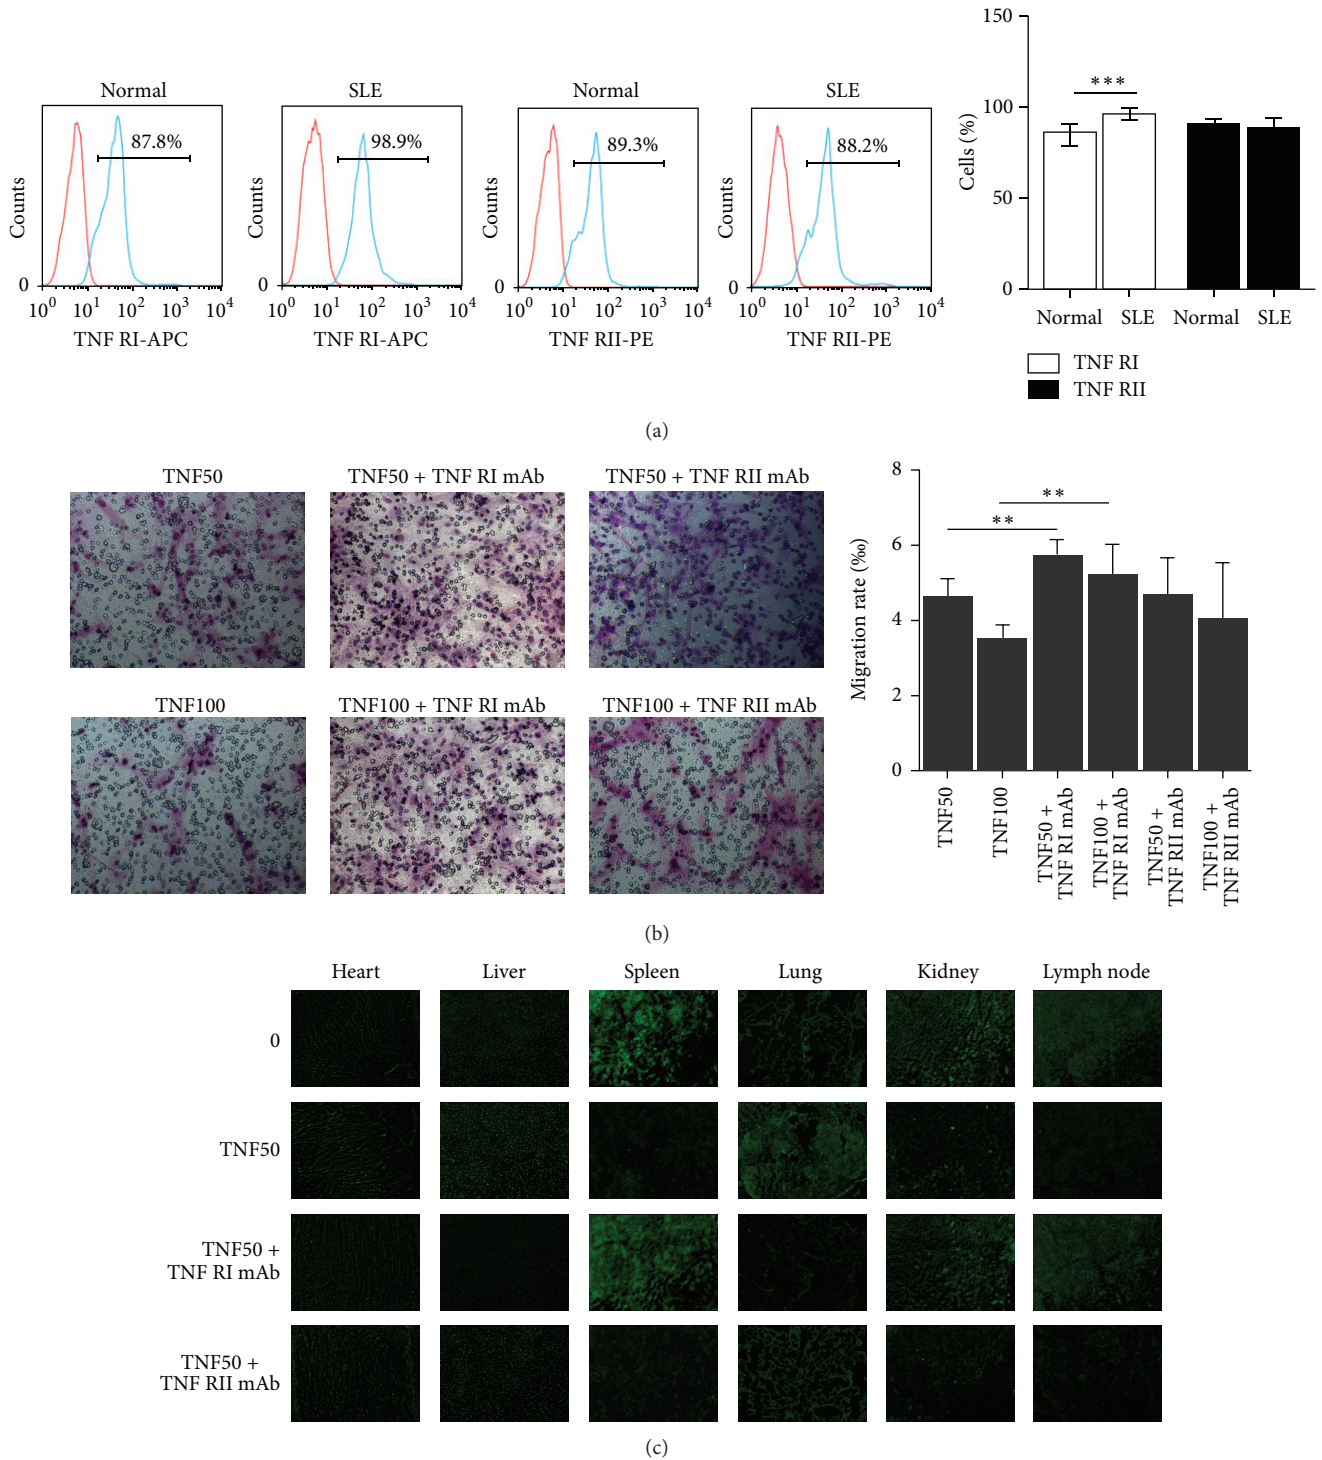 Normal
87.8%
Counts
0
10^0 10^1 10^2 10^3 10^4
TNF RI-APC
SLE
98.9%
Counts
0
10^0 10^1 10^2 10^3 10^4
TNF RI-APC
Normal
89.3%
Counts
0
10^0 10^1 10^2 10^3 10^4
TNF RII-PE
SLE
88.2%
Counts
0
10^0 10^1 10^2 10^3 10^4
TNF RII-PE
150
100
50
0
Cells (%)
***
Normal SLE Normal SLE
TNF RI
TNF RII
(a)
TNF50
TNF50 + TNF RI mAb
TNF50 + TNF RII mAb
TNF100
TNF100 + TNF RI mAb
TNF100 + TNF RII mAb
8
6
4
2
0
Migration rate (‰)
**
**
TNF50
TNF100
TNF50 +
TNF RI mAb
TNF100 +
TNF RI mAb
TNF50 +
TNF RII mAb
TNF100 +
TNF RII mAb
(b)
Heart Liver Spleen Lung Kidney Lymph node
0
TNF50
TNF50 +
TNF RI mAb
TNF50 +
TNF RII mAb
(c)